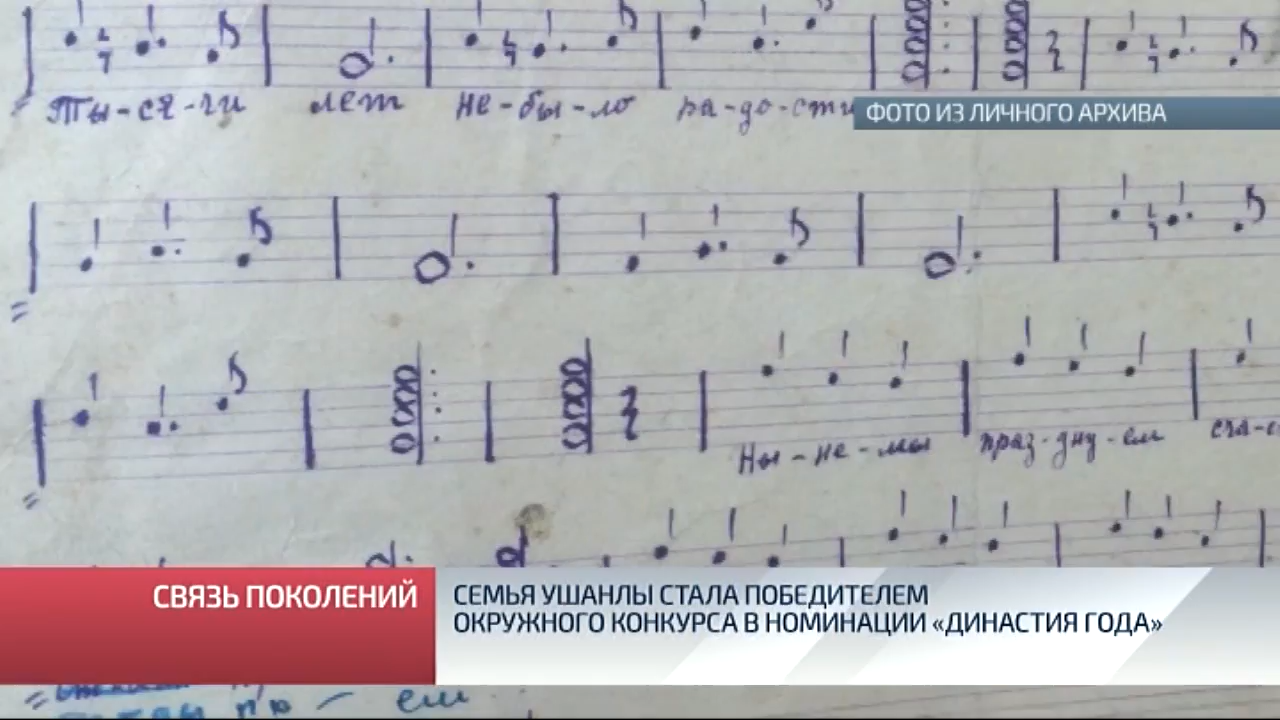 Ты-ся-чи лет не-бы-ло ра-до-сти
ФОТО ИЗ ЛИЧНОГО АРХИВА
Ны-не-мы праз-дну-ем
СВЯЗЬ ПОКОЛЕНИЙ
СЕМЬЯ УШАНЛЫ СТАЛА ПОБЕДИТЕЛЕМ
ОКРУЖНОГО КОНКУРСА В НОМИНАЦИИ «ДИНАСТИЯ ГОДА»